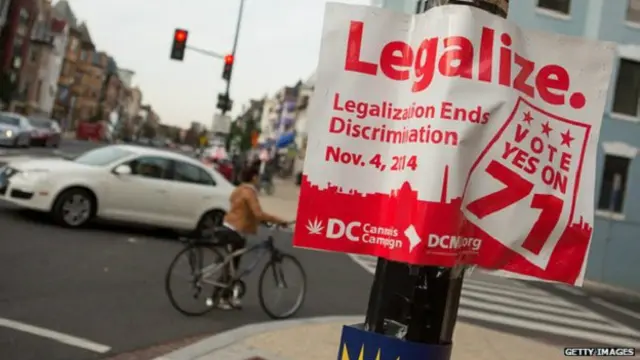 Legalize.
Legalization Ends
Discrimination
Nov. 4, 2014
VOTE
YES ON
71
DC Cannabis
Campaign
DCMJ.org
GETTY IMAGES